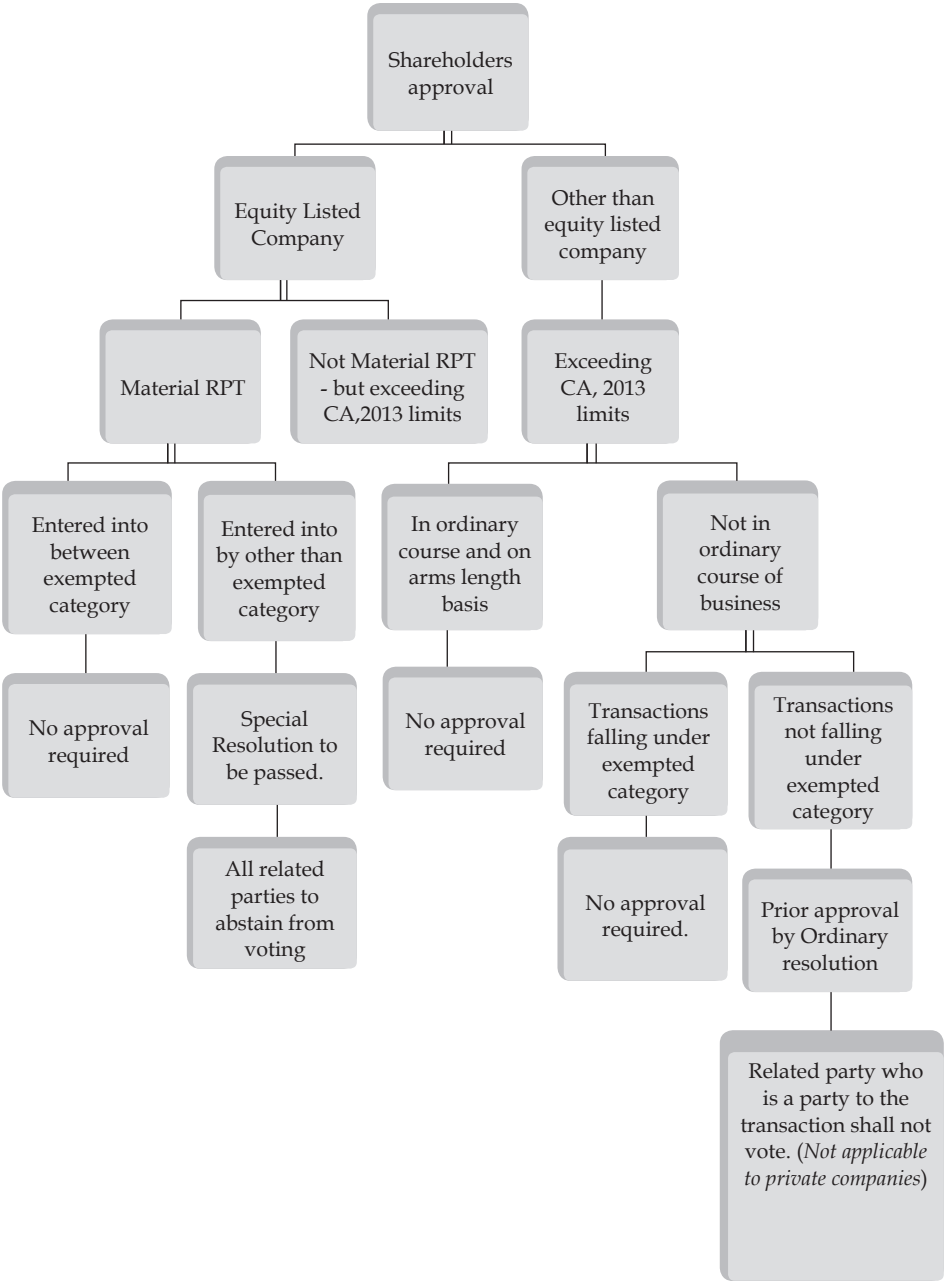 Shareholders
approval
Equity Listed
Company
Other than
equity listed
company
Material RPT
Not Material RPT
- but exceeding
CA,2013 limits
Exceeding
CA, 2013
limits
Entered into
between
exempted
category
Entered into
by other than
exempted
category
In ordinary
course and on
arms length
basis
Not in
ordinary
course of
business
No approval
required
Special
Resolution to
be passed.
No approval
required
Transactions
falling under
exempted
category
Transactions
not falling
under
exempted
category
All related
parties to
abstain from
voting
No approval
required.
Prior approval
by Ordinary
resolution
Related party who
is a party to the
transaction shall not
vote. (Not applicable
to private companies)